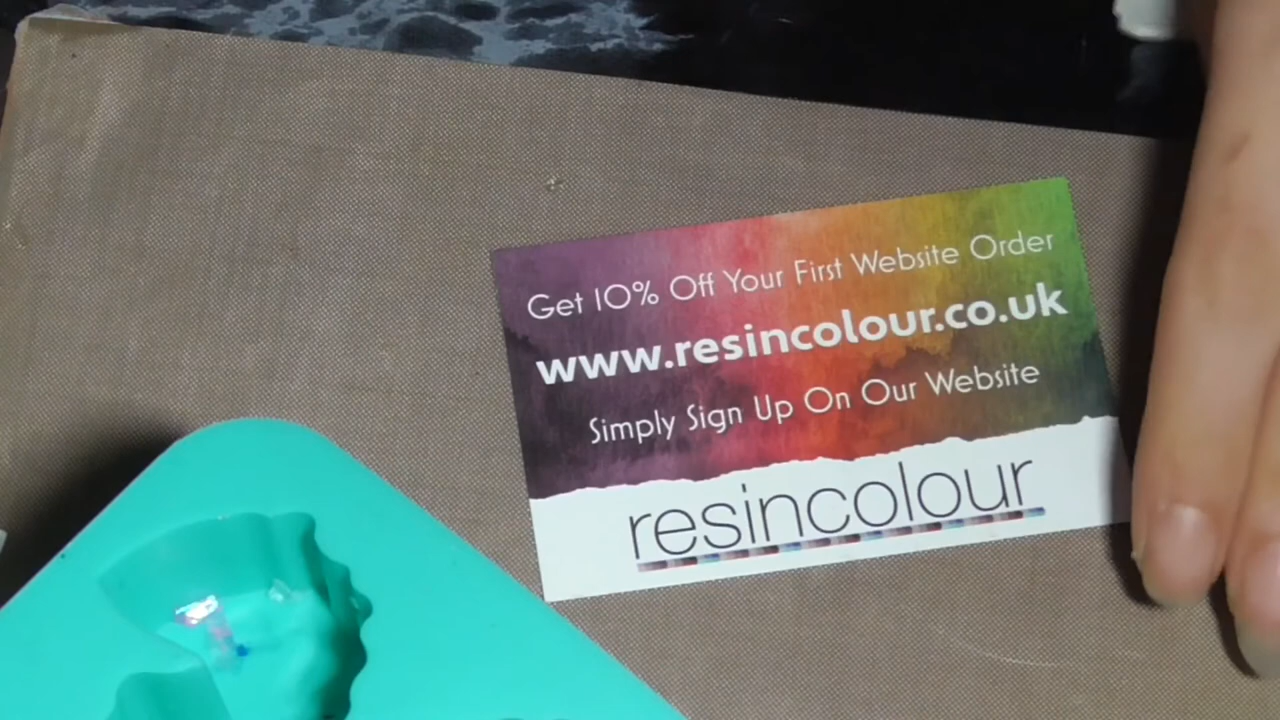 Get 10% Off Your First Website Order
www.resincolour.co.uk
Simply Sign Up On Our Website
resincolour